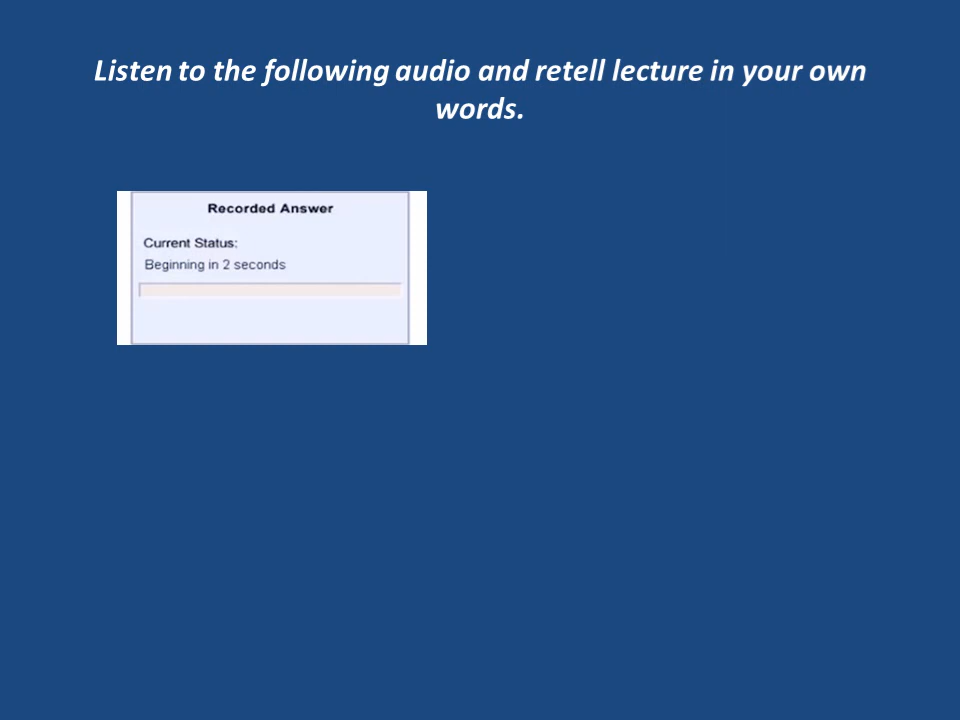 Listen to the following audio and retell lecture in your own
words.
Recorded Answer
Current Status:
Beginning in 2 seconds